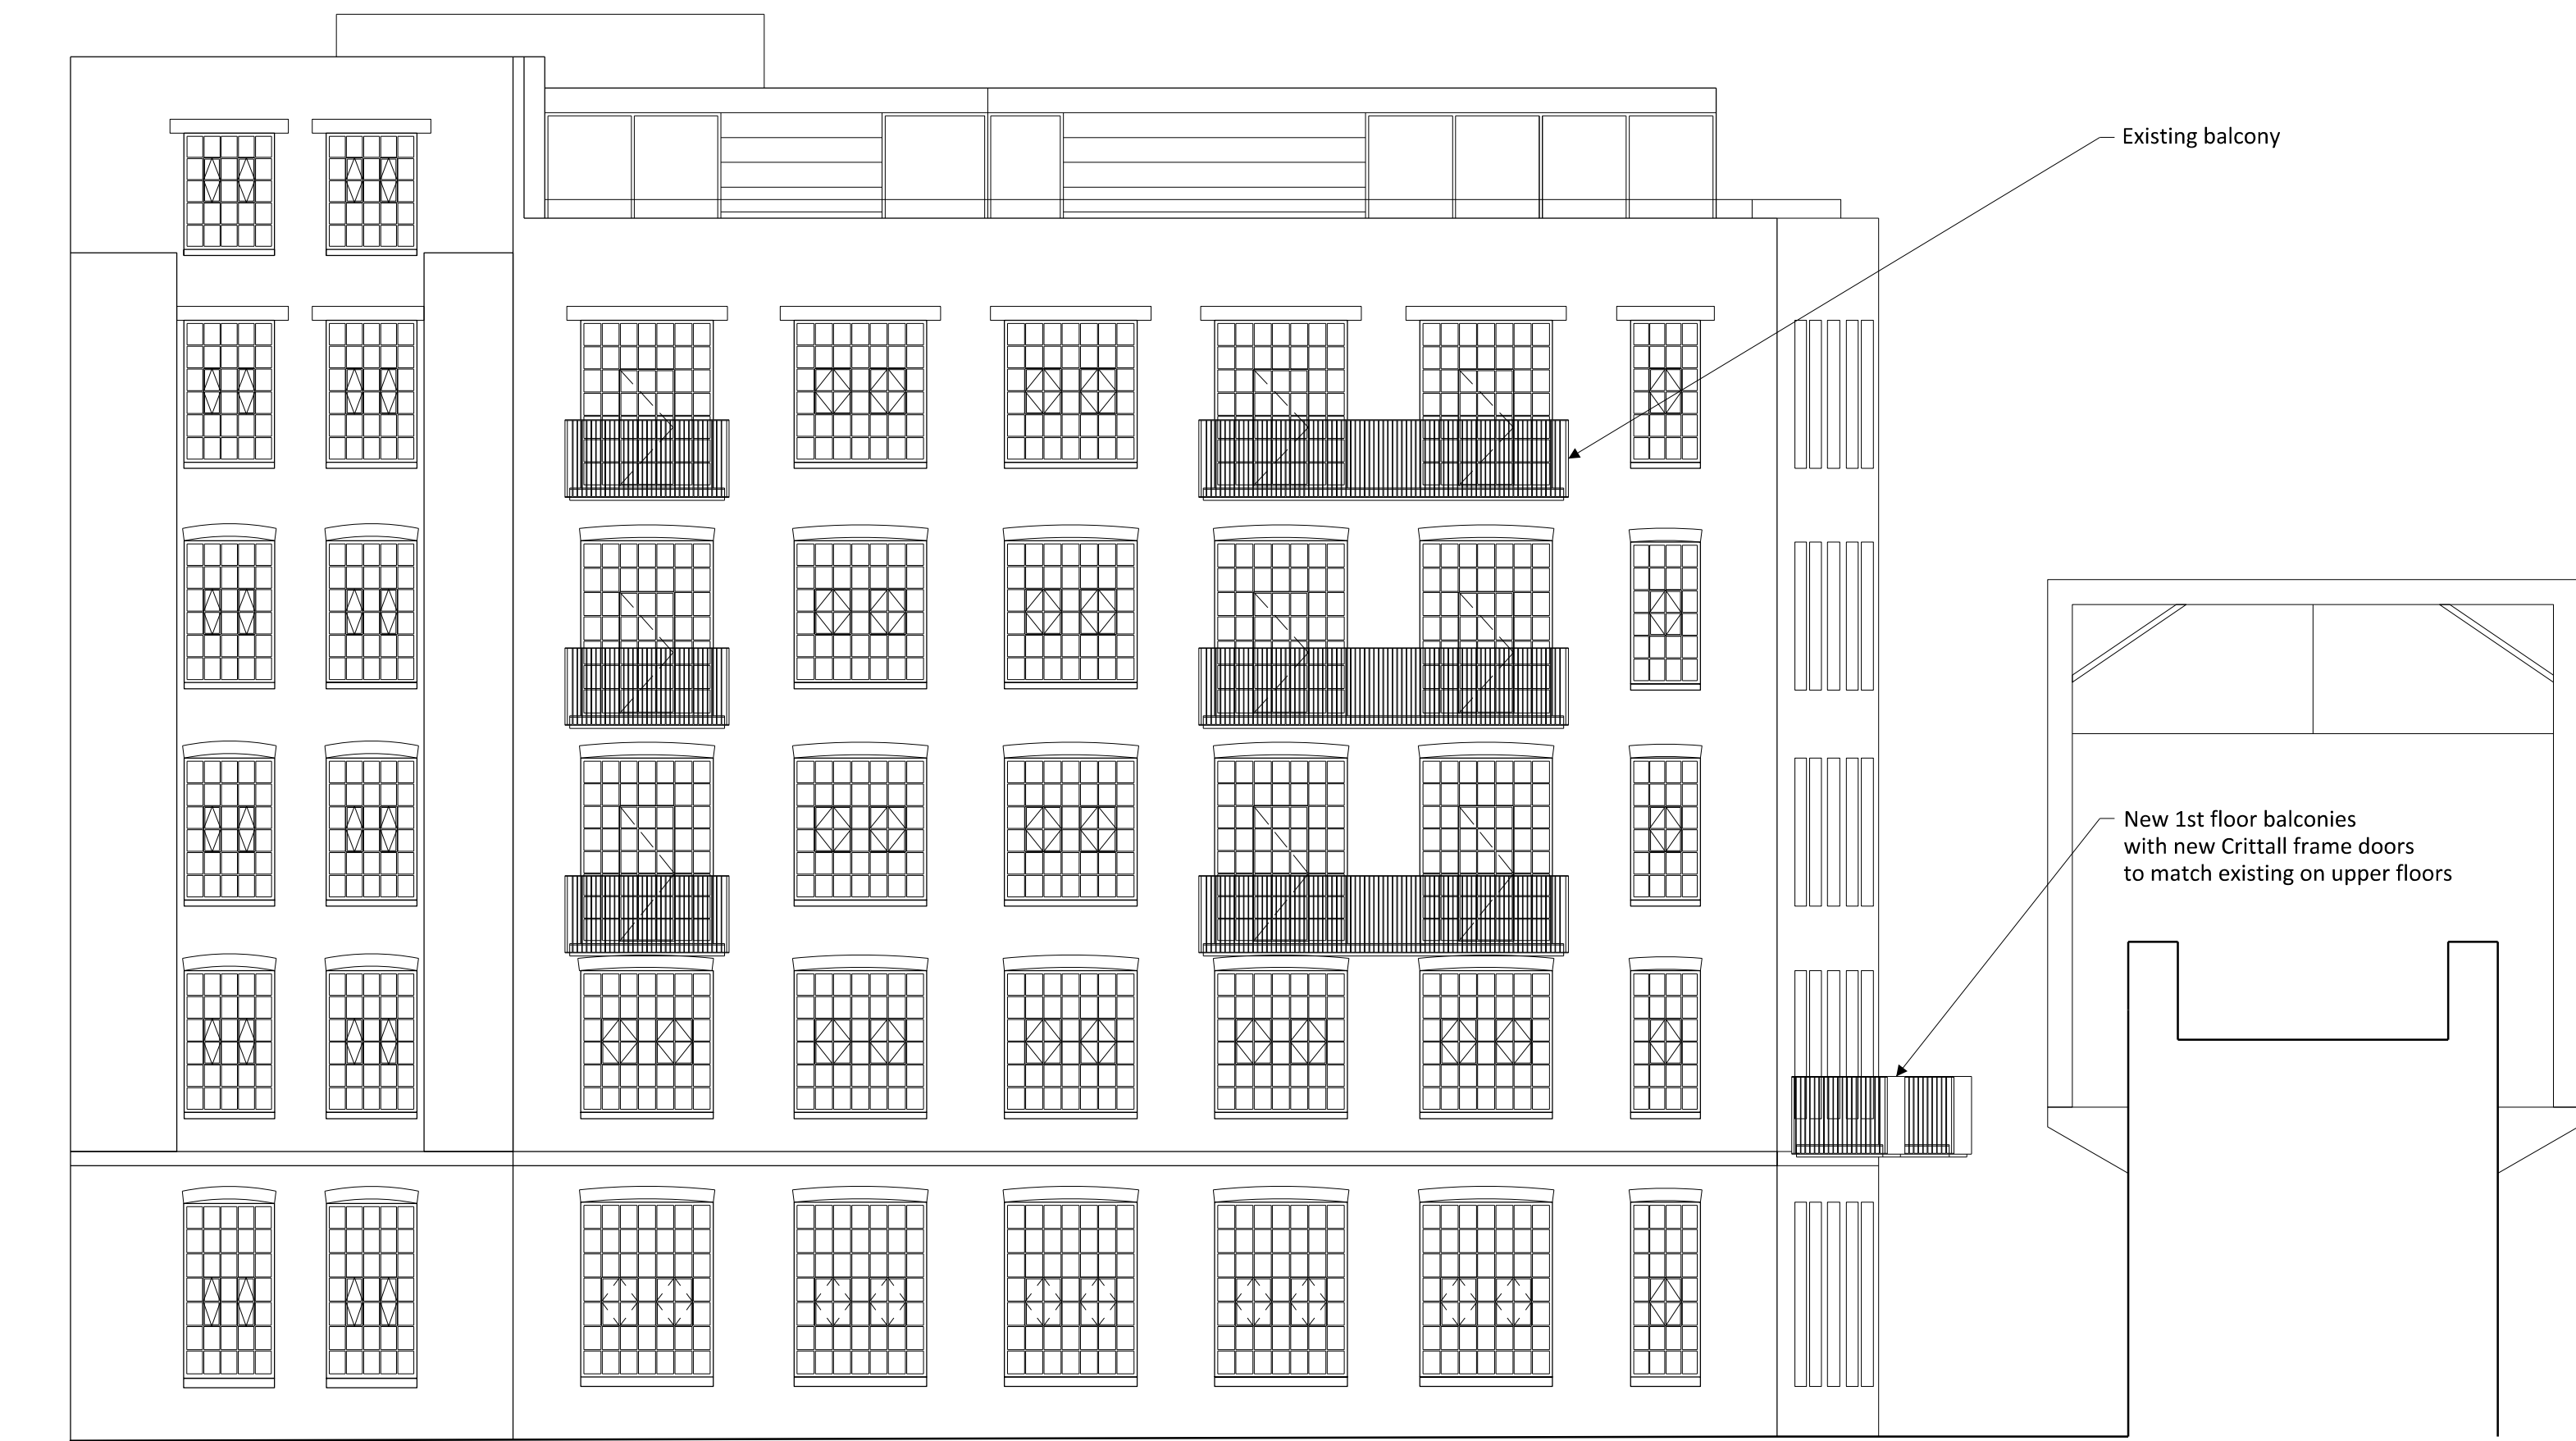 Existing balcony
New 1st floor balconies
with new Crittall frame doors
to match existing on upper floors